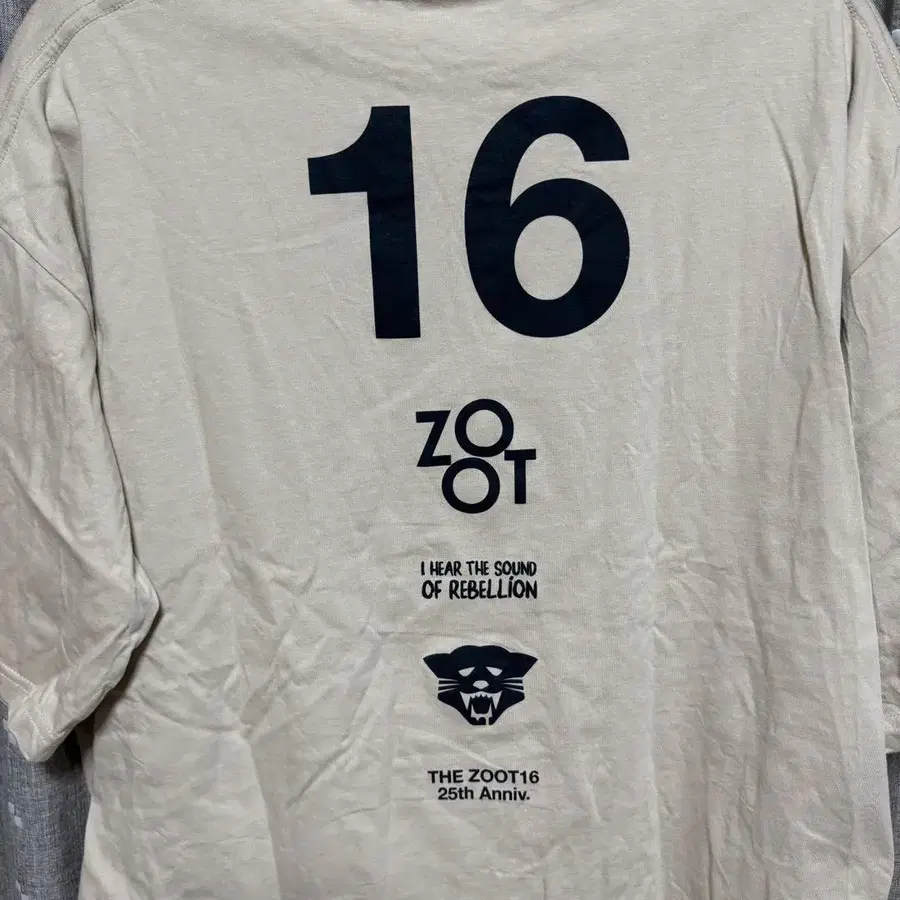 16
ZO
OT
I HEAR THE SOUND
OF REBELLÍON
THE ZOOT16
25th Anniv.